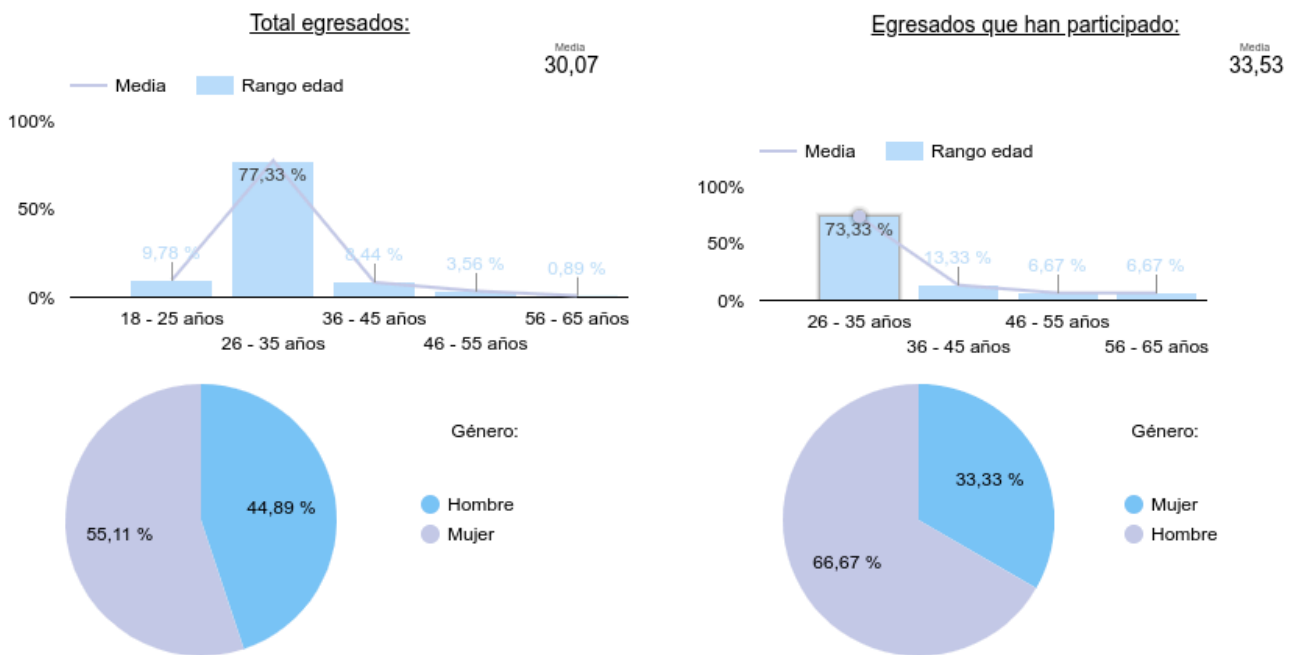 Total egresados:
Media
30,07
Media
Rango edad
100%
50%
0%
77,33 %
9,78 %
8,44 %
3,56 %
0,89 %
18 - 25 años
36 - 45 años
56 - 65 años
26 - 35 años
46 - 55 años
44,89 %
55,11 %
Género:
Hombre
Mujer
Egresados que han participado:
Media
33,53
Media
Rango edad
100%
50%
0%
73,33 %
13,33 %
6,67 %
6,67 %
26 - 35 años
46 - 55 años
36 - 45 años
56 - 65 años
33,33 %
66,67 %
Género:
Mujer
Hombre